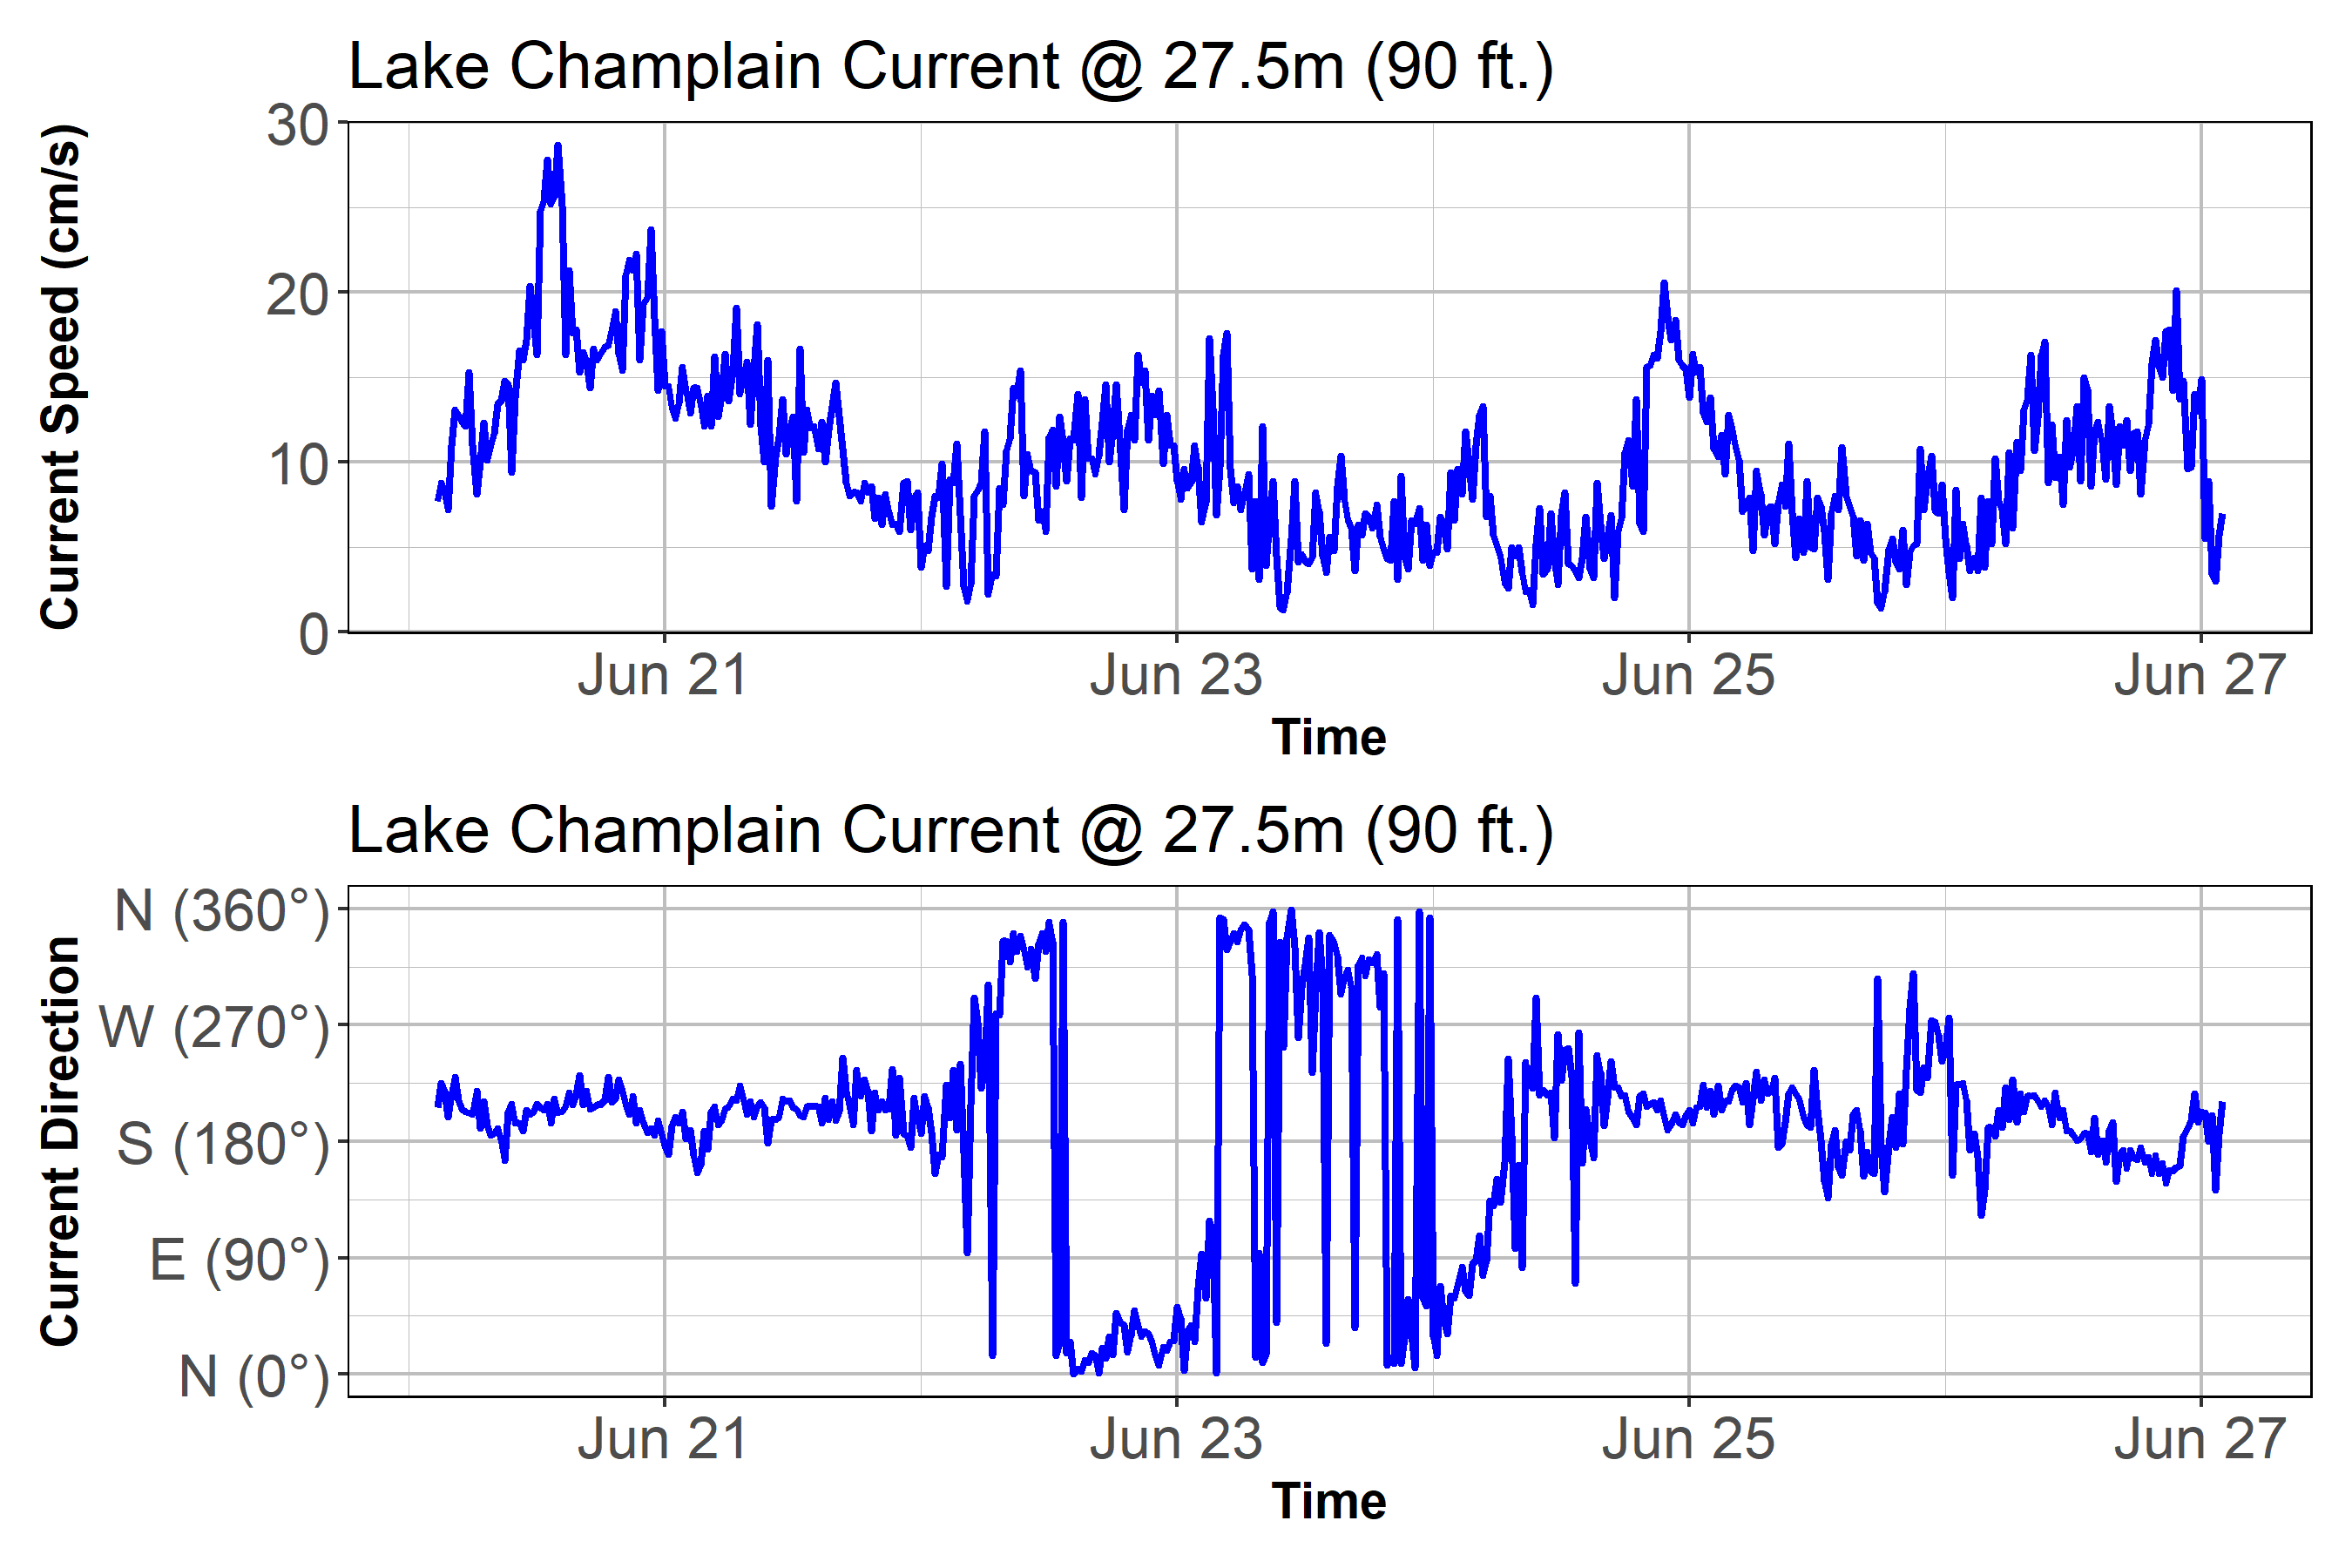 Lake Champlain Current @ 27.5m (90 ft.)
Current Speed (cm/s)
30
20
10
0
Jun 21 Jun 23 Jun 25 Jun 27
Time
Lake Champlain Current @ 27.5m (90 ft.)
Current Direction
N (360°)
W (270°)
S (180°)
E (90°)
N (0°)
Jun 21 Jun 23 Jun 25 Jun 27
Time